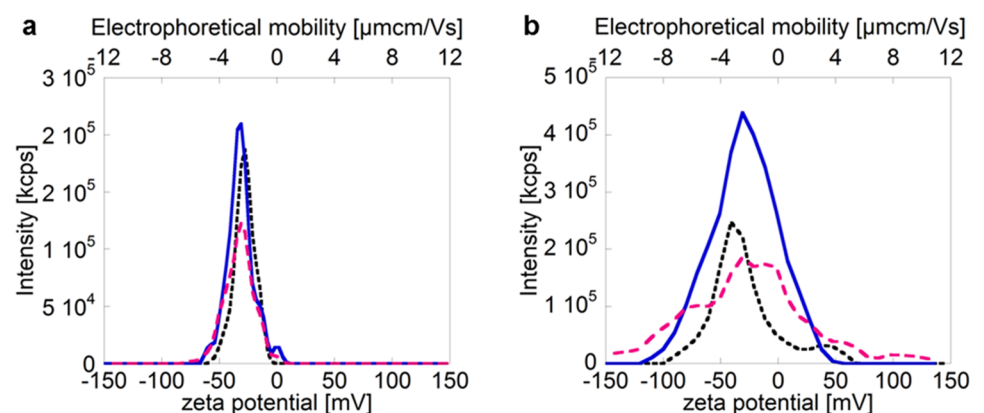 a
Electrophoretical mobility [µmcm/Vs]
-12 -8 -4 0 4 8 12
3 10⁵
2 10⁵
2 10⁵
1 10⁵
5 10⁴
0
Intensity [kcps]
-150 -100 -50 0 50 100 150
zeta potential [mV]
b
Electrophoretical mobility [µmcm/Vs]
-12 -8 -4 0 4 8 12
5 10⁵
4 10⁵
3 10⁵
2 10⁵
1 10⁵
0
Intensity [kcps]
-150 -100 -50 0 50 100 150
zeta potential [mV]